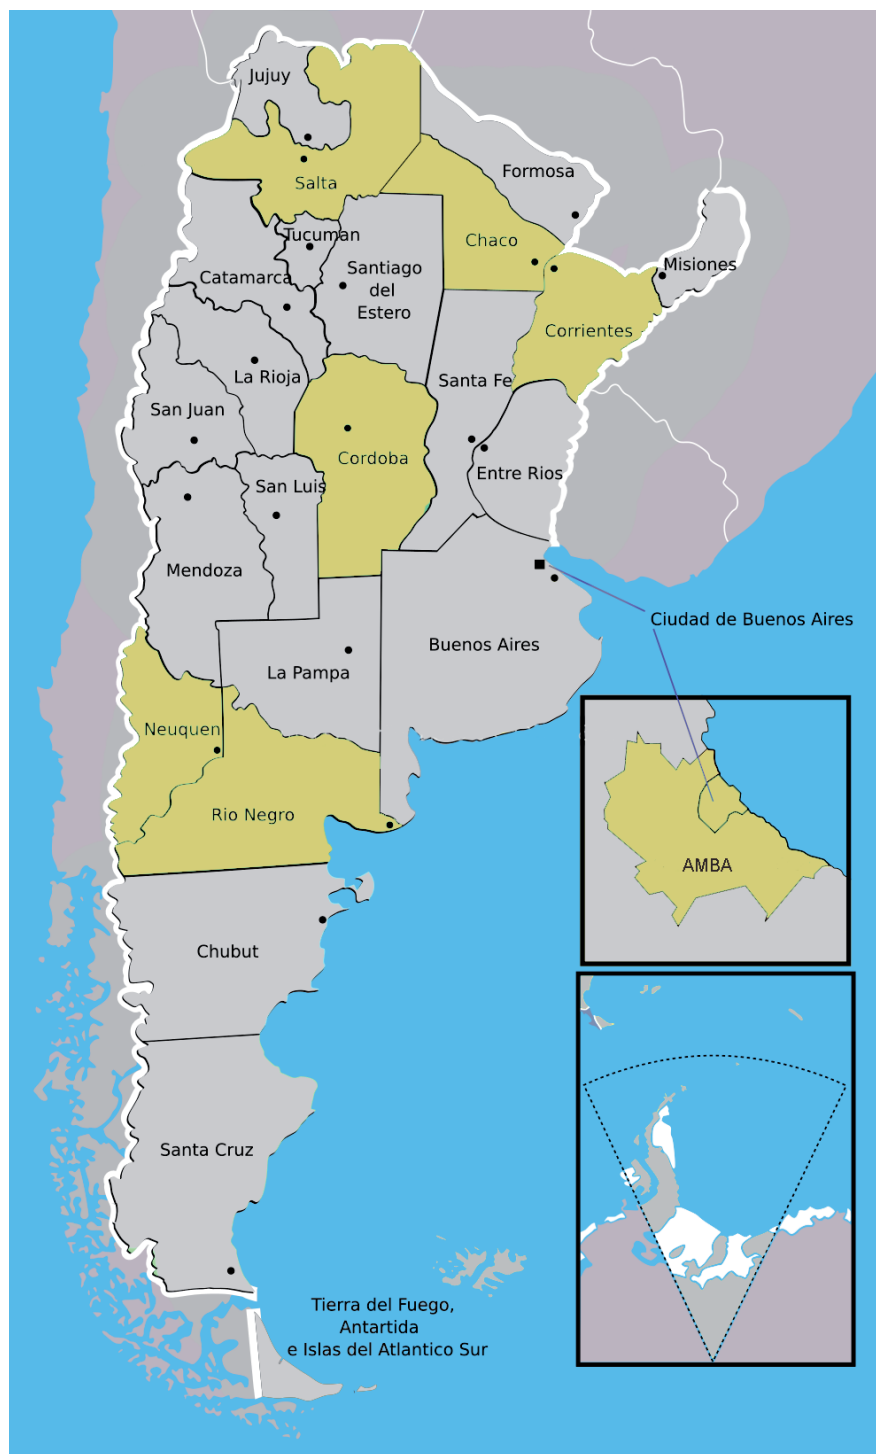 Jujuy
Formosa
Salta
Tucuman
Chaco
Misiones
Catamarca
Santiago
del
Estero
Corrientes
La Rioja
Santa Fe
San Juan
Cordoba
Entre Rios
San Luis
Mendoza
Ciudad de Buenos Aires
Buenos Aires
La Pampa
Neuquen
Rio Negro
AMBA
Chubut
Santa Cruz
Tierra del Fuego,
Antartida
e Islas del Atlantico Sur